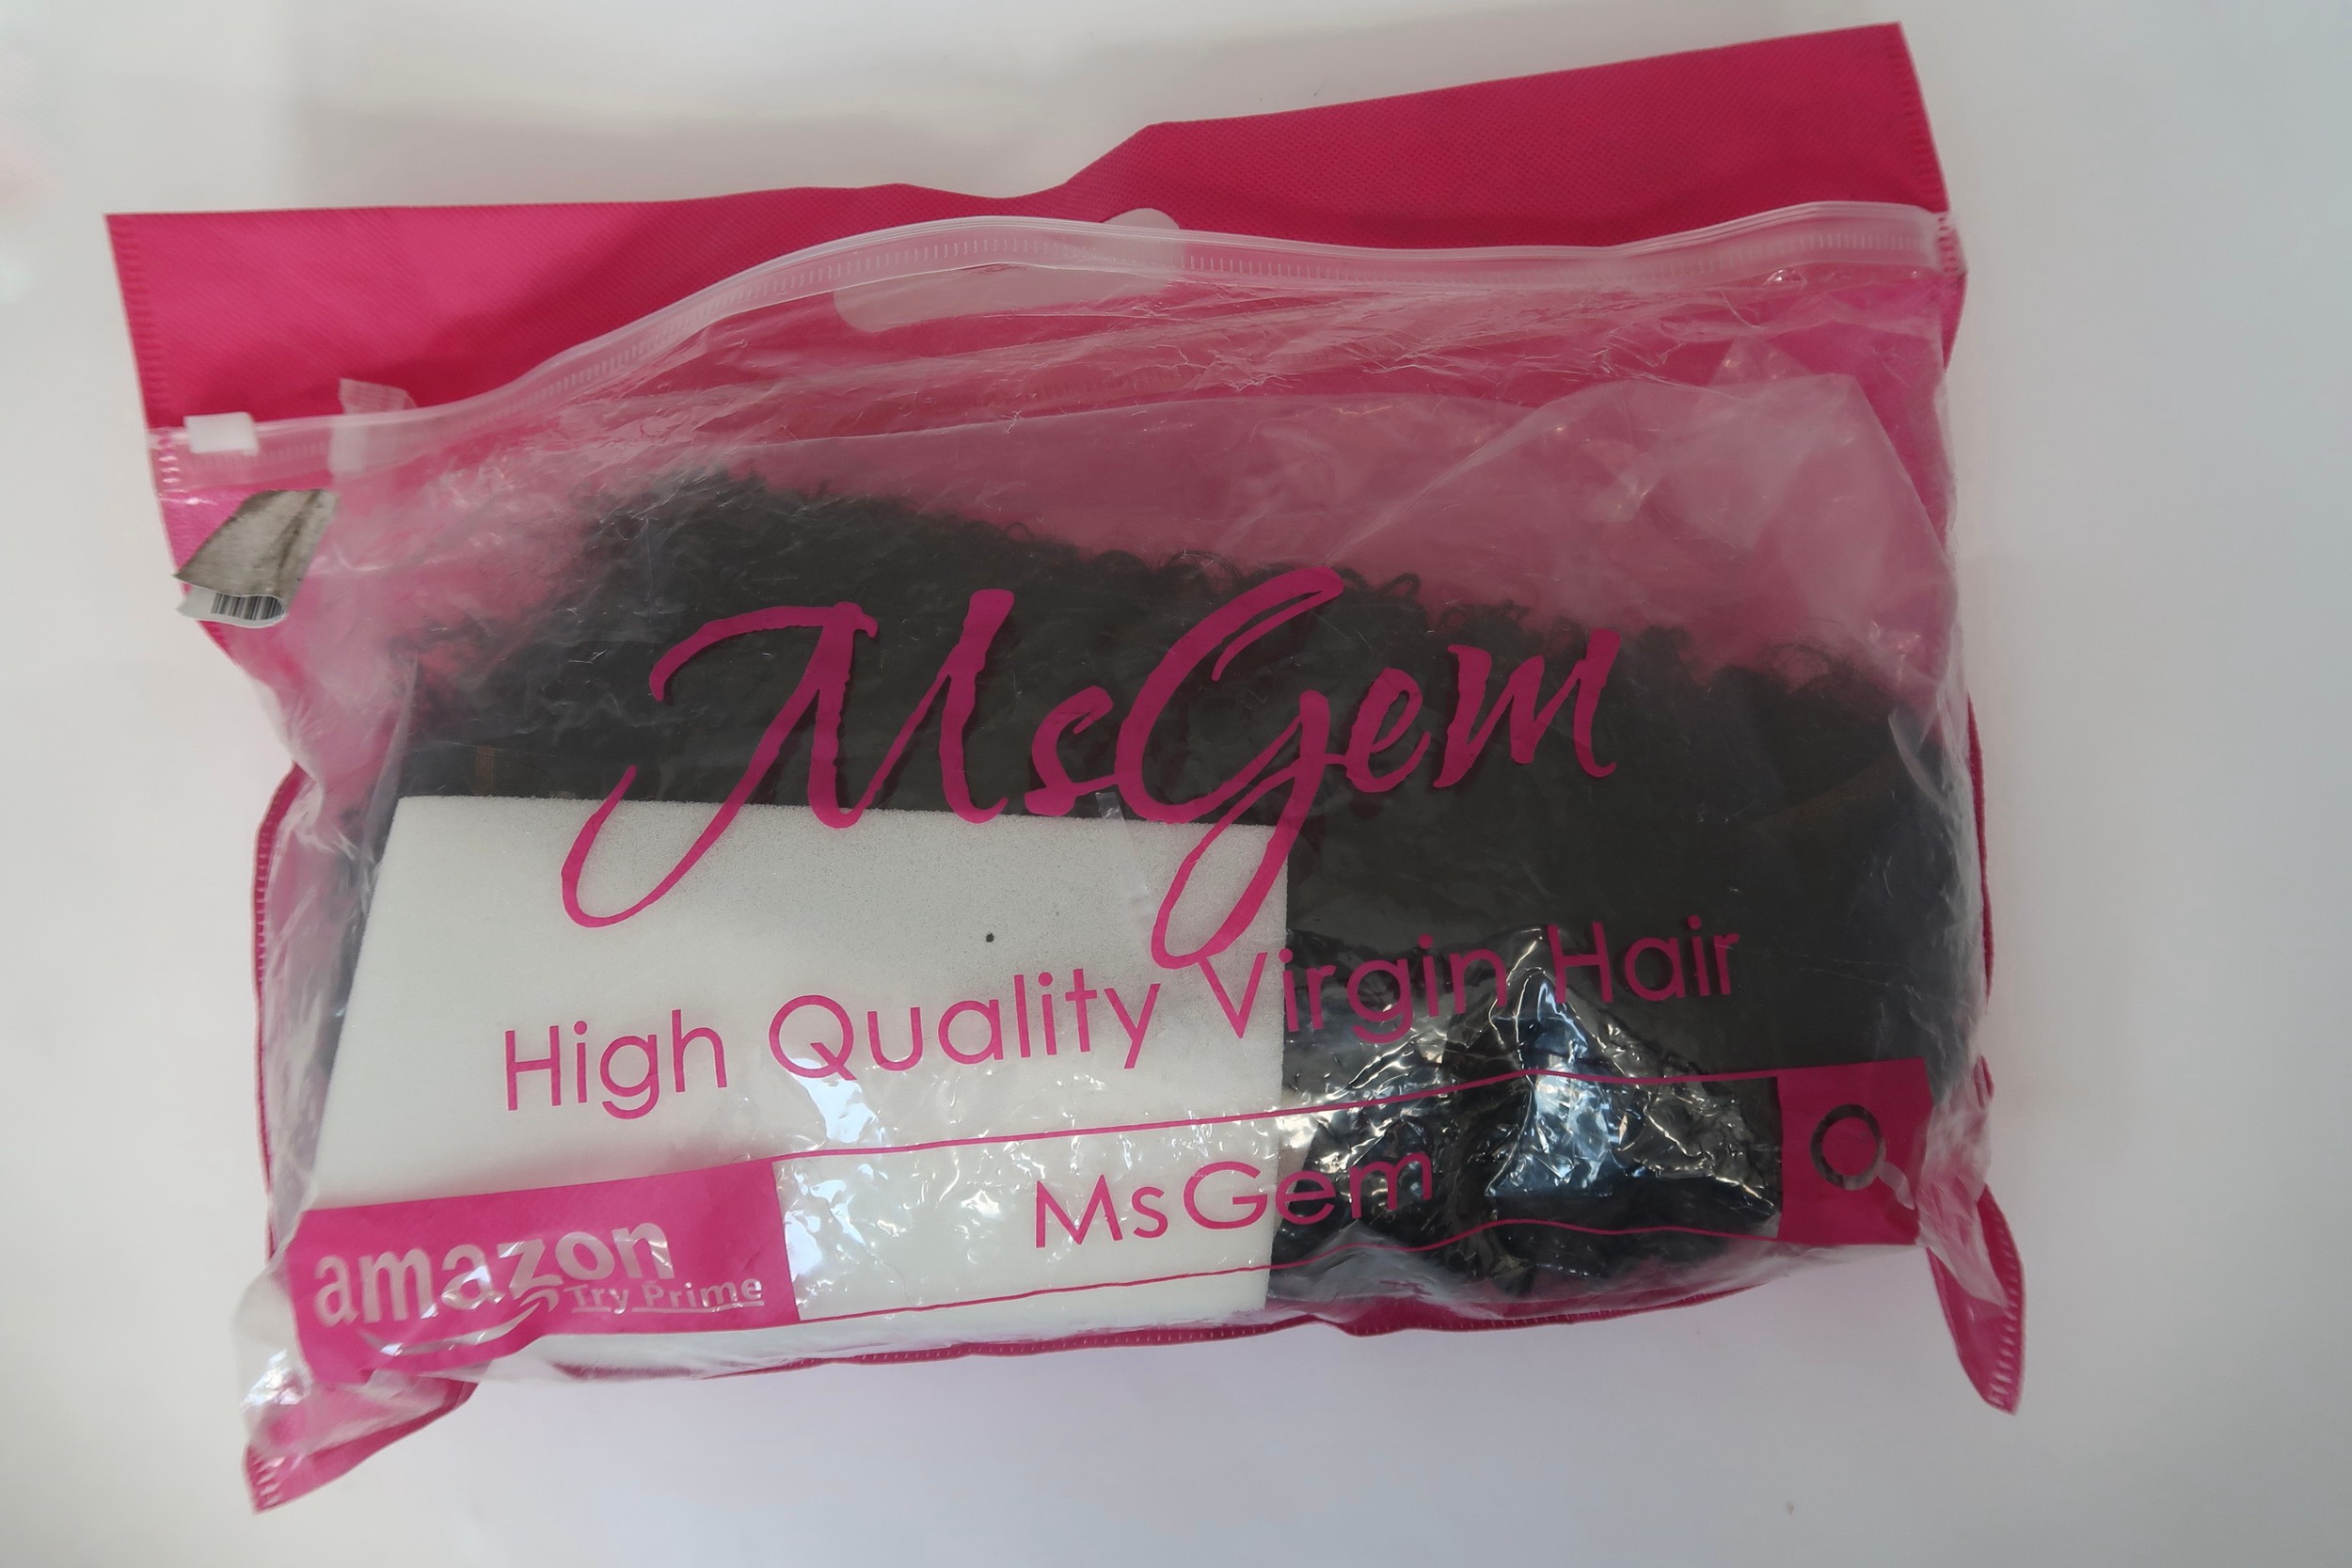 MsGem
High Quality Virgin Hair
MsGem
amazon
Try Prime